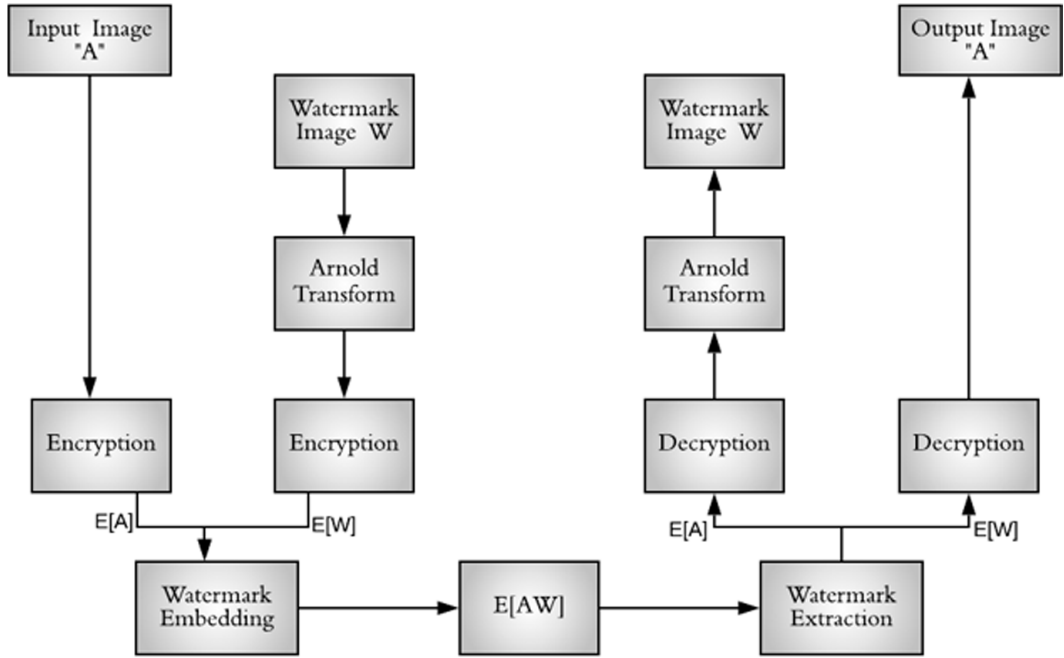 Input Image
"A"
Output Image
"A"
Watermark
Image W
Watermark
Image W
Arnold
Transform
Arnold
Transform
Encryption
Encryption
Decryption
Decryption
E[A]
E[W]
E[A]
E[W]
Watermark
Embedding
E[AW]
Watermark
Extraction